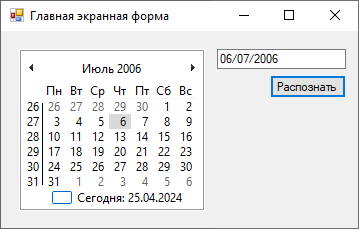 Главная экранная форма
Июль 2006
06/07/2006
Распознать
Пн Вт Ср Чт Пт Сб Вс
26 26 27 28 29 30 1 2
27 3 4 5 6 7 8 9
28 10 11 12 13 14 15 16
29 17 18 19 20 21 22 23
30 24 25 26 27 28 29 30
31 31 1 2 3 4 5 6
Сегодня: 25.04.2024